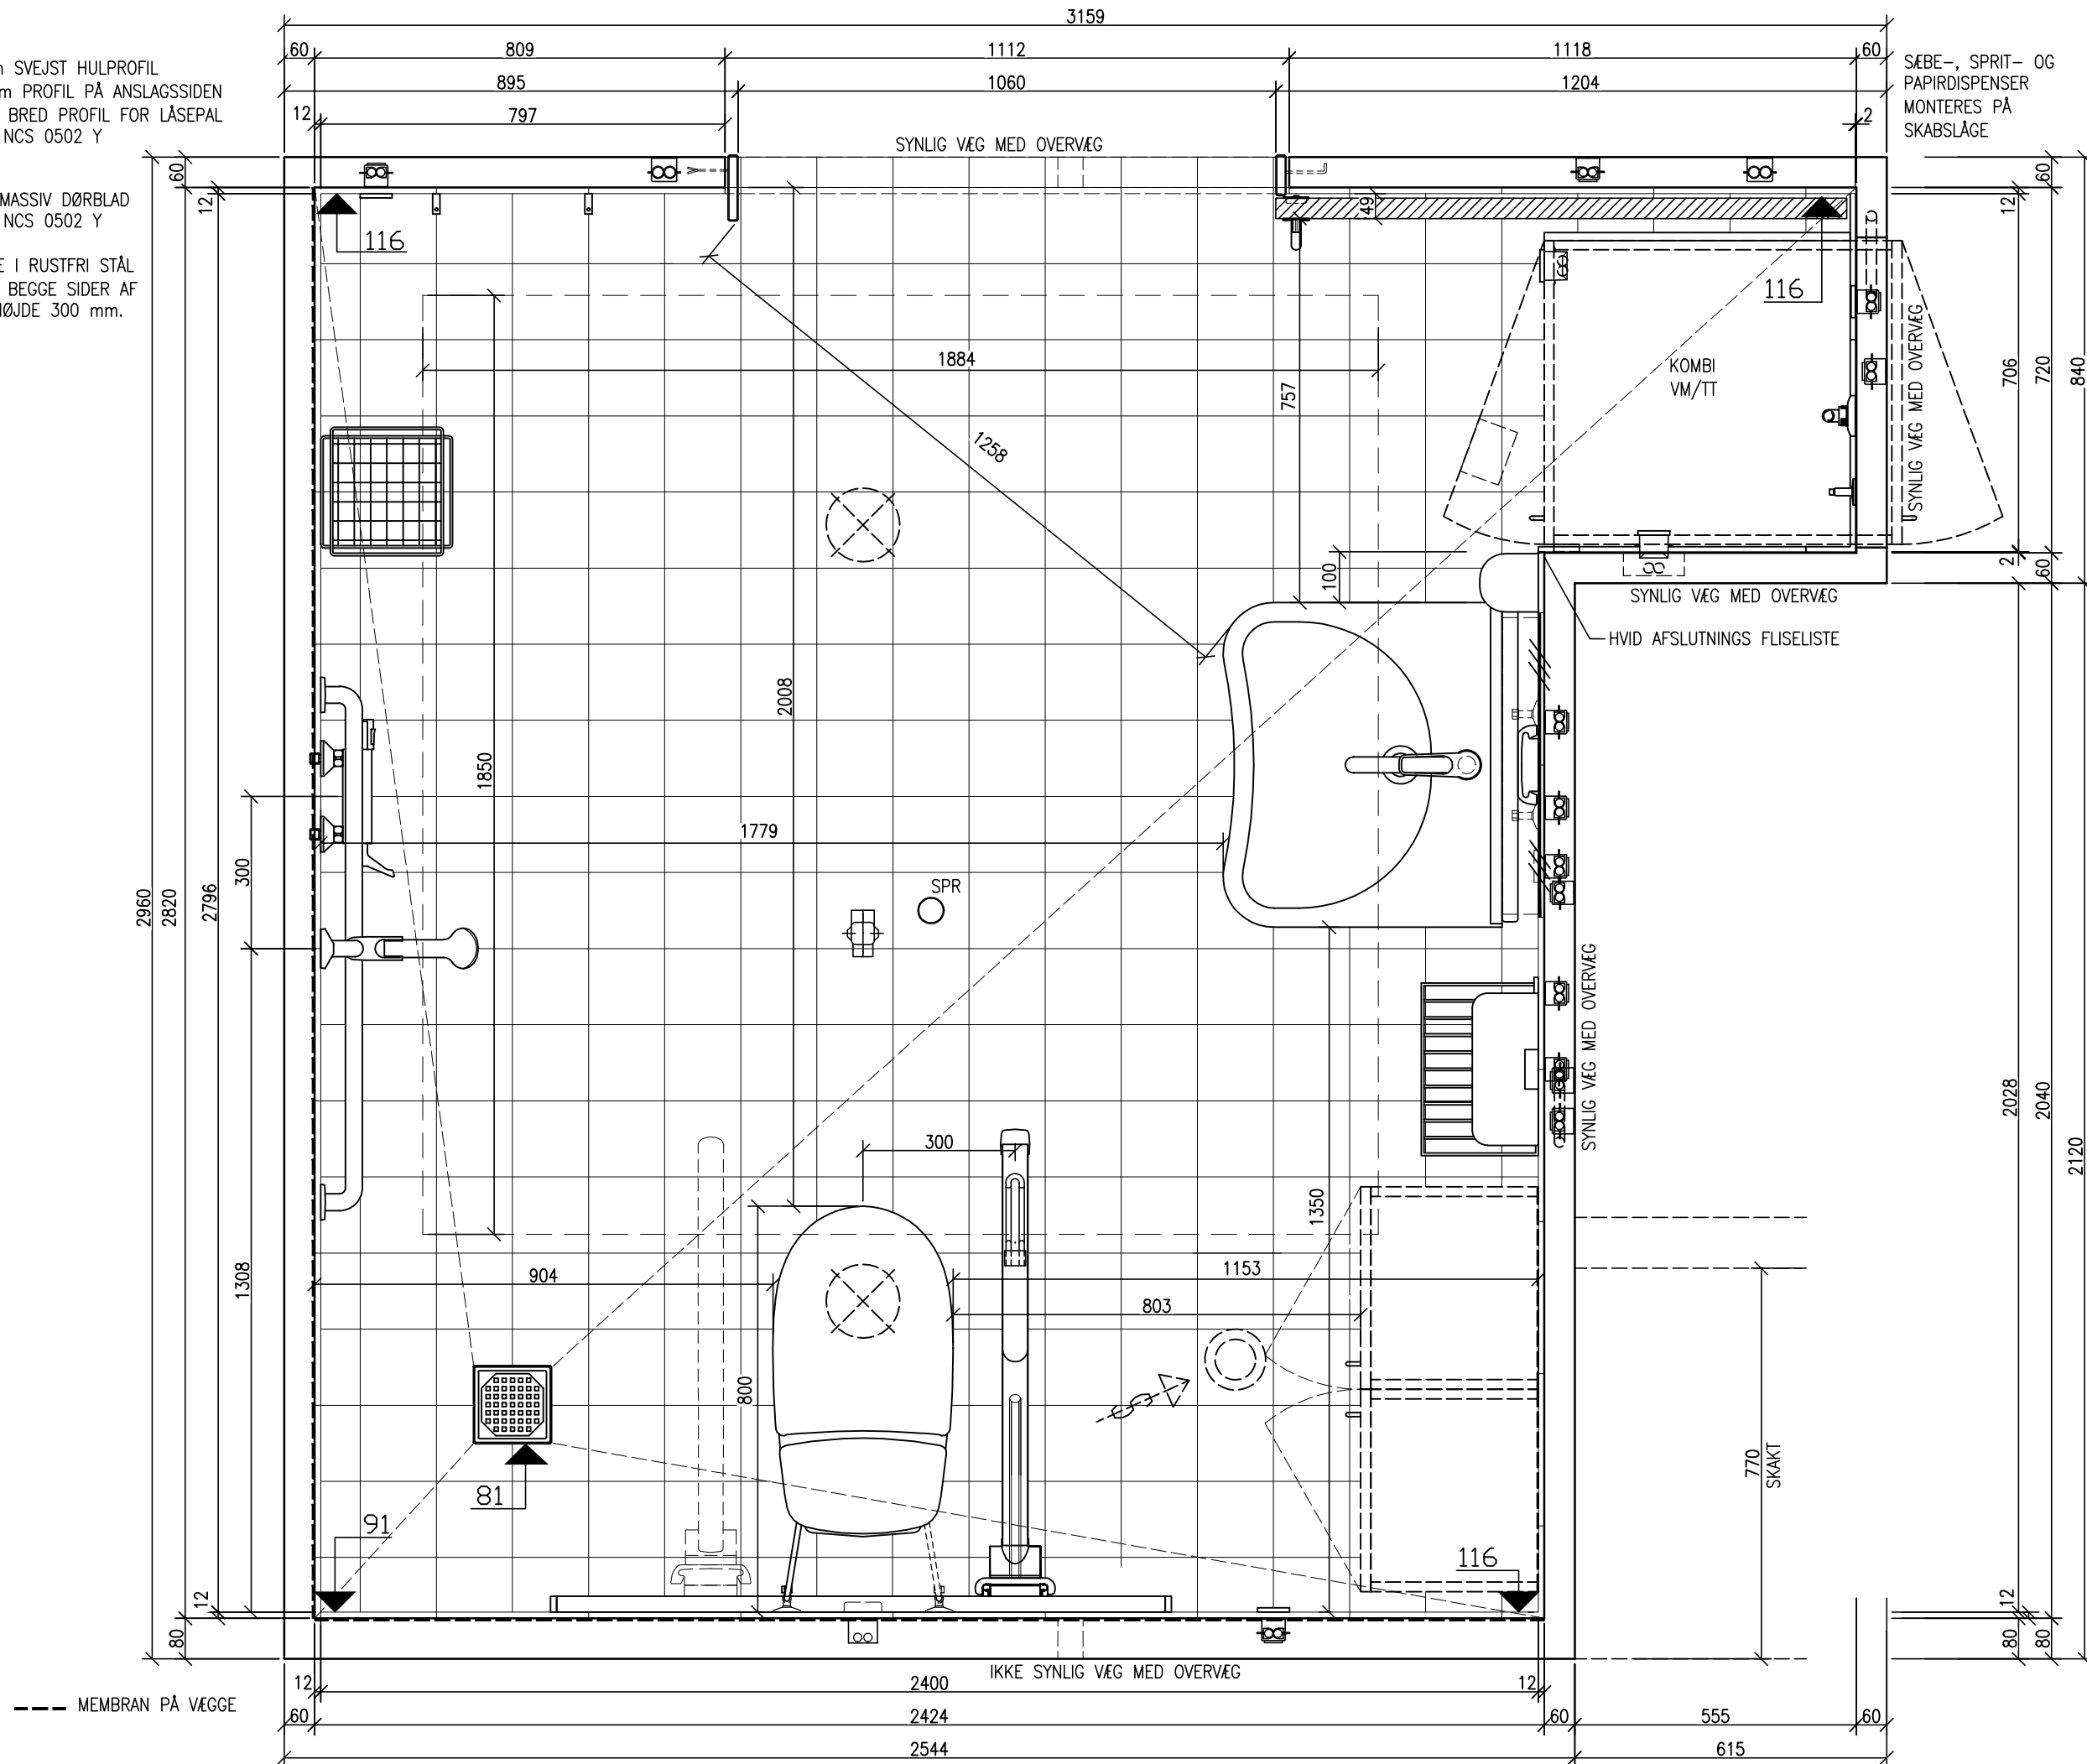 3159
60 809 1112 1118 60
895 1060 1204
12 797 2
SVEJST HULPROFIL
PROFIL PÅ ANSLAGSSIDEN
BRED PROFIL FOR LÅSEPAL
NCS 0502 Y
MASSIV DØRBLAD
NCS 0502 Y
I RUSTFRI STÅL
BEGGE SIDER AF
300 mm.
SÆBE-, SPRIT- OG
PAPIRDISPENSER
MONTERES PÅ
SKABSLÅGE
SYNLIG VÆG MED OVERVÆG
60
12
116
49
116
60
12
1884
757
1258
KOMBI
VM/TT
SYNLIG VÆG MED OVERVÆG
706
720
840
100
2
60
SYNLIG VÆG MED OVERVÆG
HVID AFSLUTNINGS FLISELISTE
2008
1850
1779
300
2960
2820
2796
SPR
SYNLIG VÆG MED OVERVÆG
2028
2040
2120
300
1350
1308
904
1153
803
800
770
SKAKT
81
91
116
12
80
12
80
80
IKKE SYNLIG VÆG MED OVERVÆG
12 2400 12
MEMBRAN PÅ VÆGGE
60 2424 60 555 60
2544 615